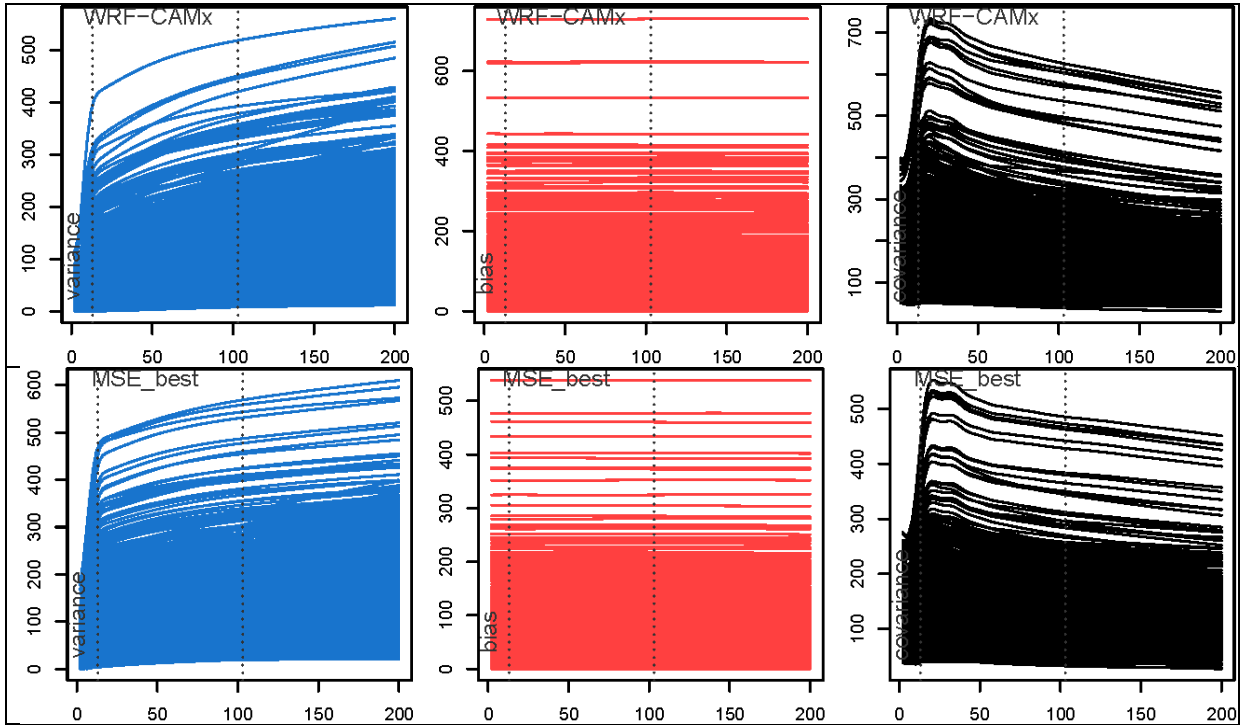 WRF-CAMx
WRF-CAMx
WRF-CAMx
variance
bias
covariance
0 100 200 300 400 500
0 200 400 600
100 300 500 700
0 50 100 150 200
0 50 100 150 200
0 50 100 150 200
MSE_best
MSE_best
MSE_best
variance
bias
covariance
0 100 200 300 400 500 600
0 100 200 300 400 500
100 200 300 400 500
0 50 100 150 200
0 50 100 150 200
0 50 100 150 200